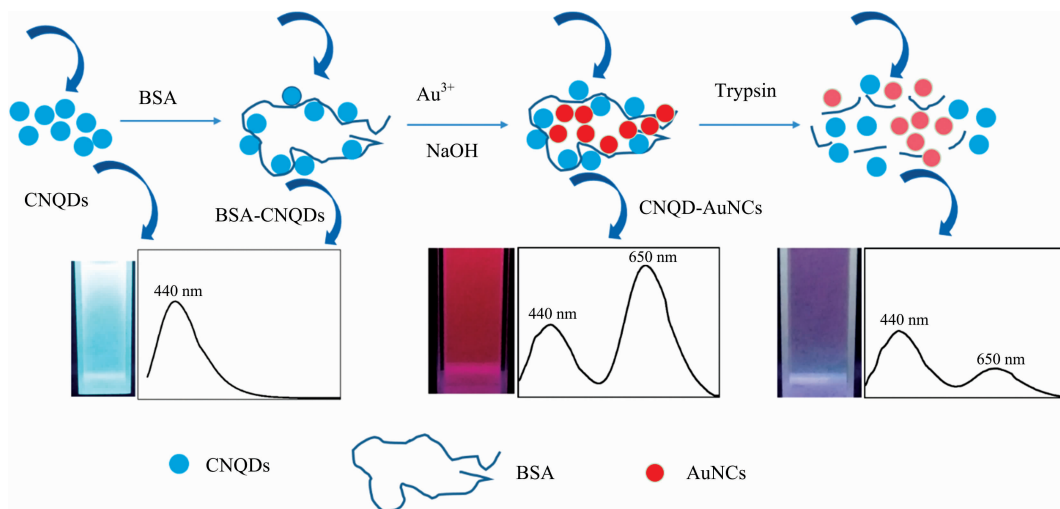 BSA
Au³⁺
NaOH
Trypsin
CNQDs
BSA-CNQDs
CNQD-AuNCs
440 nm
440 nm
650 nm
440 nm
650 nm
CNQDs
BSA
AuNCs